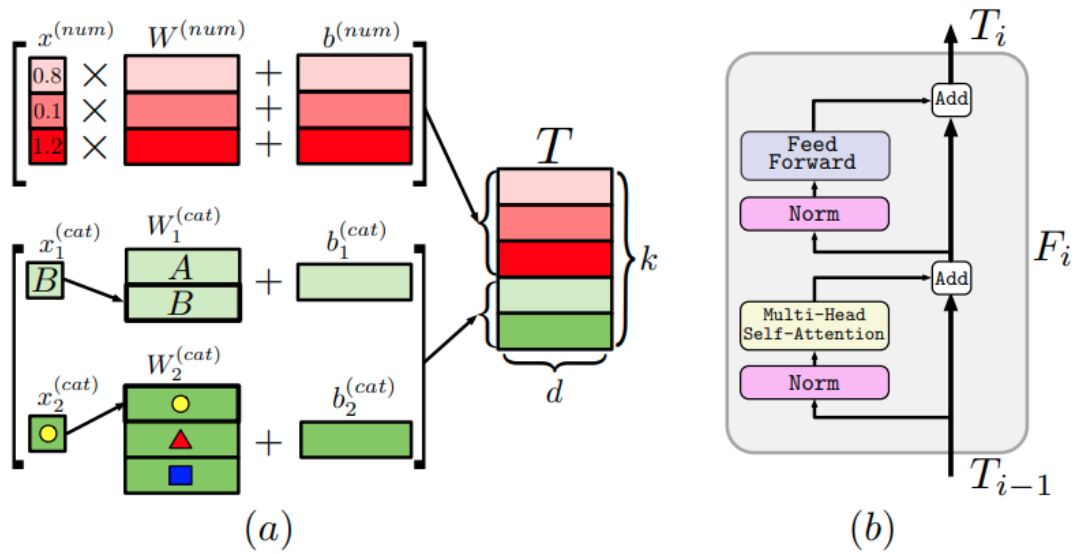 x^{(num)} W^{(num)} b^{(num)}
0.8 × +
0.1 × +
1.2 × +
x_1^{(cat)} W_1^{(cat)} b_1^{(cat)}
B A +
B
x_2^{(cat)} W_2^{(cat)} b_2^{(cat)}
+
T
k
d
(a)
T_i
Add
Feed
Forward
Norm
F_i
Add
Multi-Head
Self-Attention
Norm
T_{i-1}
(b)